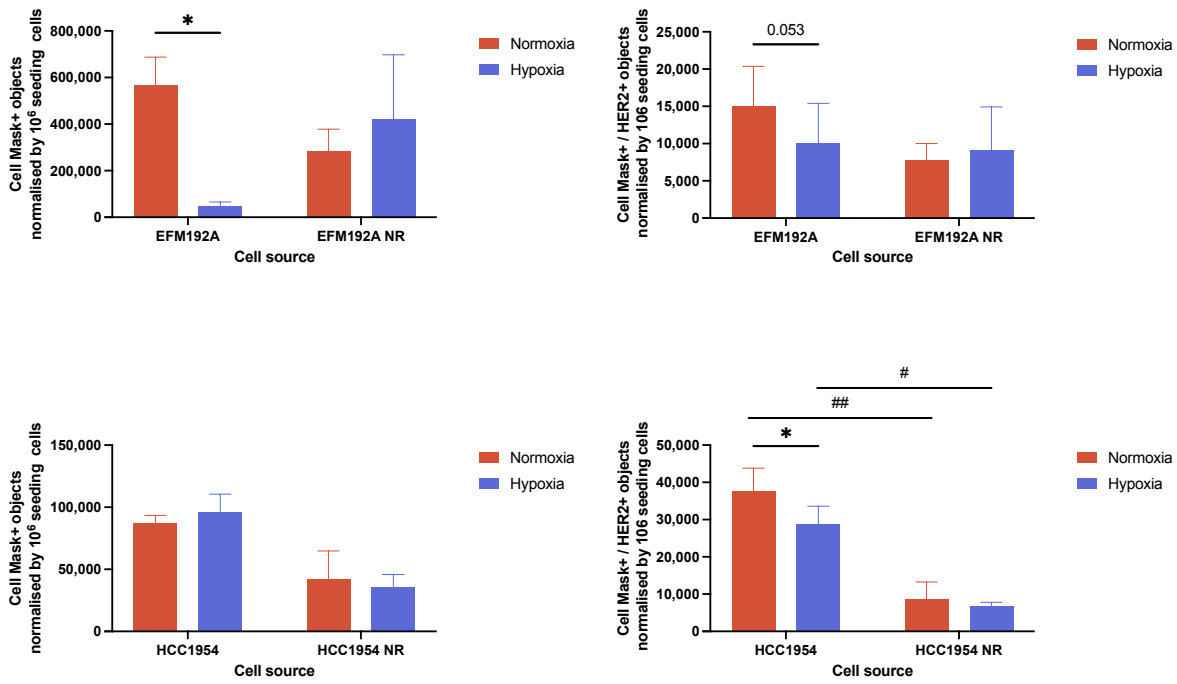 Cell Mask+ objects
normalised by 10⁶ seeding cells
800,000
600,000
400,000
200,000
0
*
EFM192A
EFM192A NR
Cell source
Normoxia
Hypoxia
Cell Mask+ / HER2+ objects
normalised by 106 seeding cells
25,000
20,000
15,000
10,000
5,000
0
0.053
EFM192A
EFM192A NR
Cell source
Normoxia
Hypoxia
Cell Mask+ objects
normalised by 10⁶ seeding cells
150,000
100,000
50,000
0
HCC1954
HCC1954 NR
Cell source
Normoxia
Hypoxia
Cell Mask+ / HER2+ objects
normalised by 106 seeding cells
50,000
40,000
30,000
20,000
10,000
0
#
##
*
HCC1954
HCC1954 NR
Cell source
Normoxia
Hypoxia